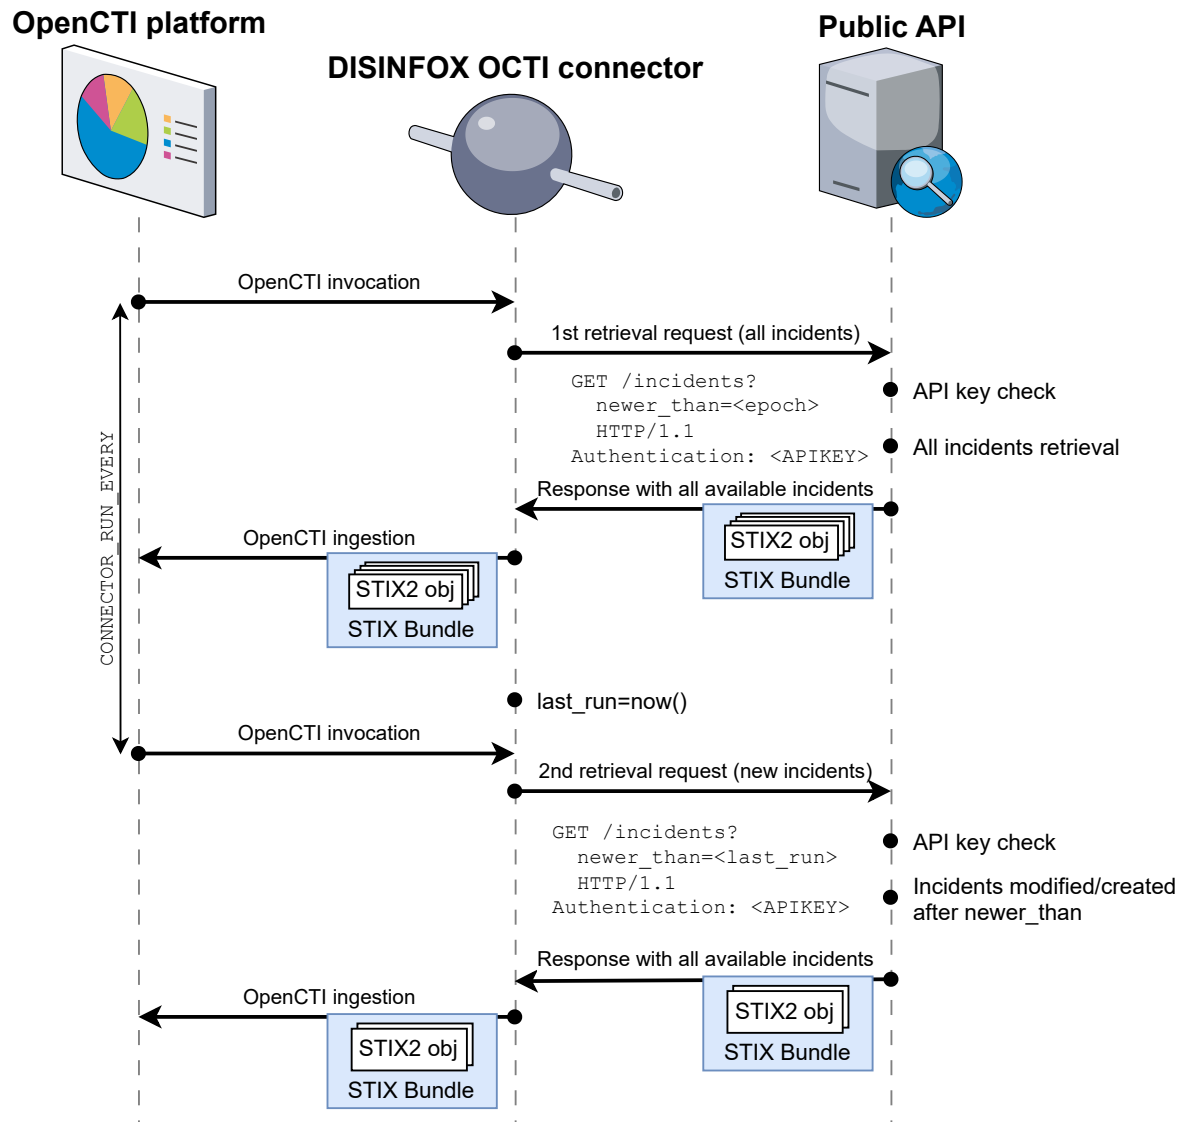 OpenCTI platform
DISINFOX OCTI connector
Public API
OpenCTI invocation
1st retrieval request (all incidents)
GET /incidents?
newer_than=<epoch>
HTTP/1.1
Authentication: <APIKEY>
API key check
All incidents retrieval
Response with all available incidents
STIX2 obj
STIX Bundle
OpenCTI ingestion
STIX2 obj
STIX Bundle
CONNECTOR_RUN_EVERY
last_run=now()
OpenCTI invocation
2nd retrieval request (new incidents)
GET /incidents?
newer_than=<last_run>
HTTP/1.1
Authentication: <APIKEY>
API key check
Incidents modified/created
after newer_than
Response with all available incidents
STIX2 obj
STIX Bundle
OpenCTI ingestion
STIX2 obj
STIX Bundle